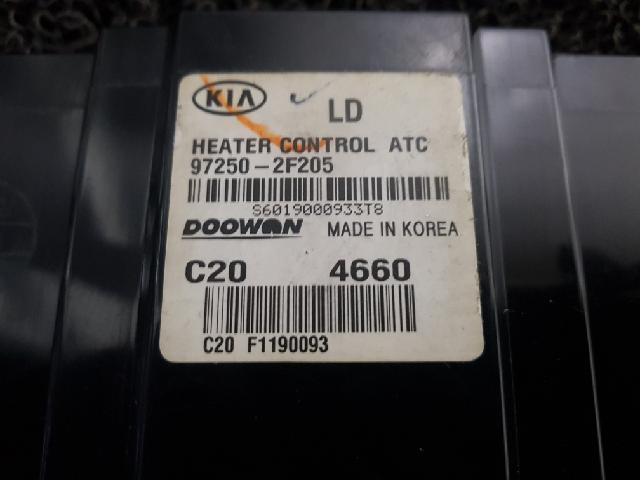 KIA LD
HEATER CONTROL ATC
97250-2F205
S6019000933T8
DOOWON MADE IN KOREA
C20 4660
C20 F1190093